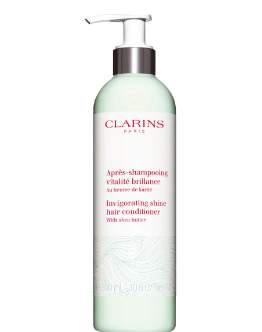 CLARINS
PARIS
Après-shampooing
vitalité brillance
Au beurre de karité
Invigorating shine
hair conditioner
With shea butter